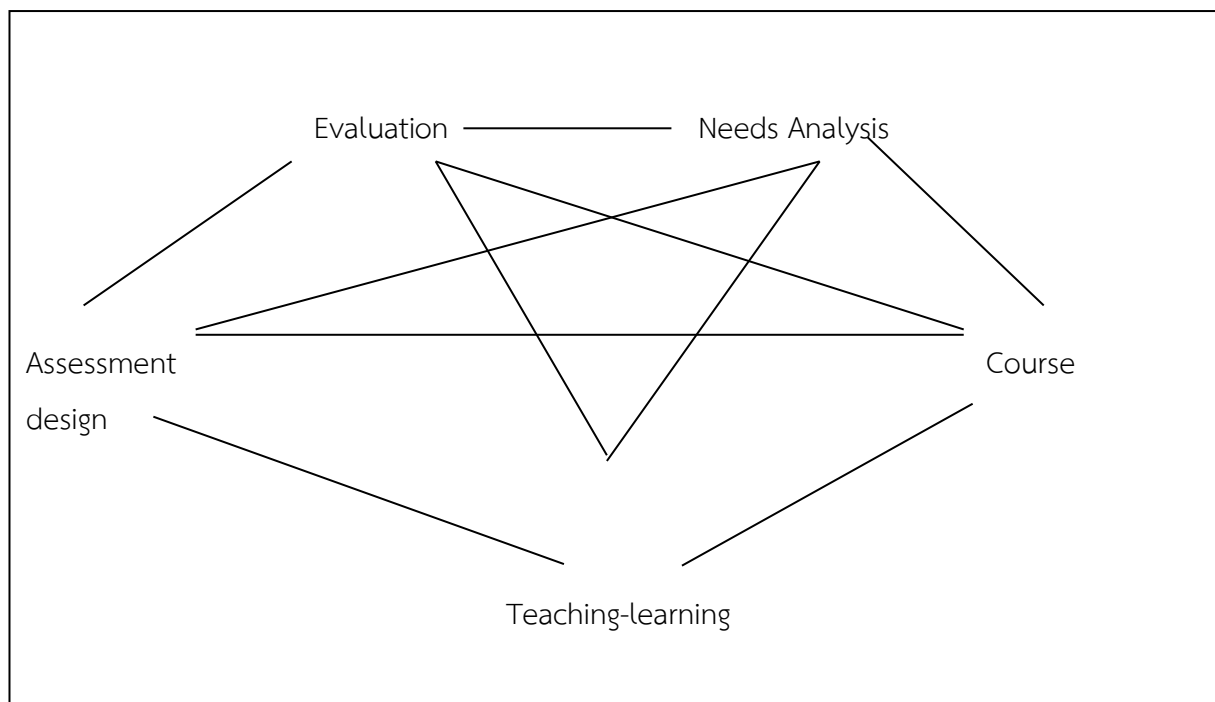 Evaluation Needs Analysis
Assessment Course
design
Teaching-learning